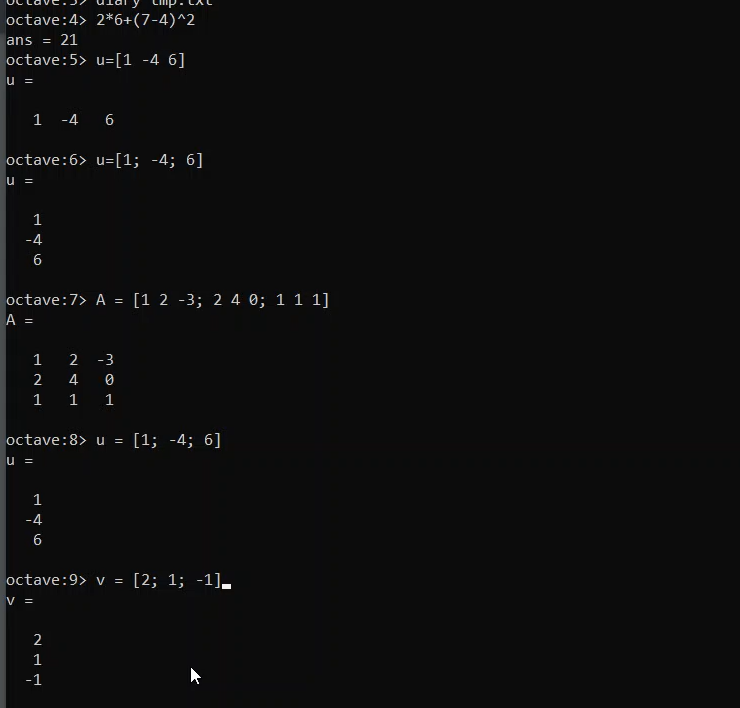 octave:3> diary tmp.txt
octave:4> 2*6+(7-4)^2
ans = 21
octave:5> u=[1 -4 6]
u =
1 -4 6
octave:6> u=[1; -4; 6]
u =
1
-4
6
octave:7> A = [1 2 -3; 2 4 0; 1 1 1]
A =
1 2 -3
2 4 0
1 1 1
octave:8> u = [1; -4; 6]
u =
1
-4
6
octave:9> v = [2; 1; -1]
v =
2
1
-1